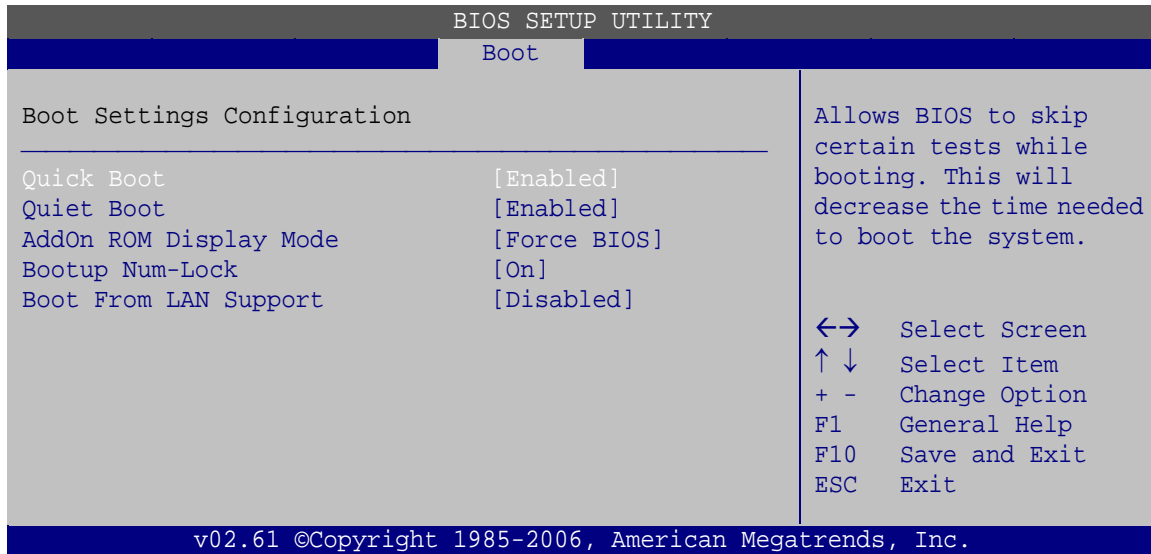 BIOS SETUP UTILITY
Boot
Boot Settings Configuration
Quick Boot [Enabled]
Quiet Boot [Enabled]
AddOn ROM Display Mode [Force BIOS]
Bootup Num-Lock [On]
Boot From LAN Support [Disabled]
Allows BIOS to skip
certain tests while
booting. This will
decrease the time needed
to boot the system.
←→ Select Screen
↑ ↓ Select Item
+ - Change Option
F1 General Help
F10 Save and Exit
ESC Exit
v02.61 ©Copyright 1985-2006, American Megatrends, Inc.